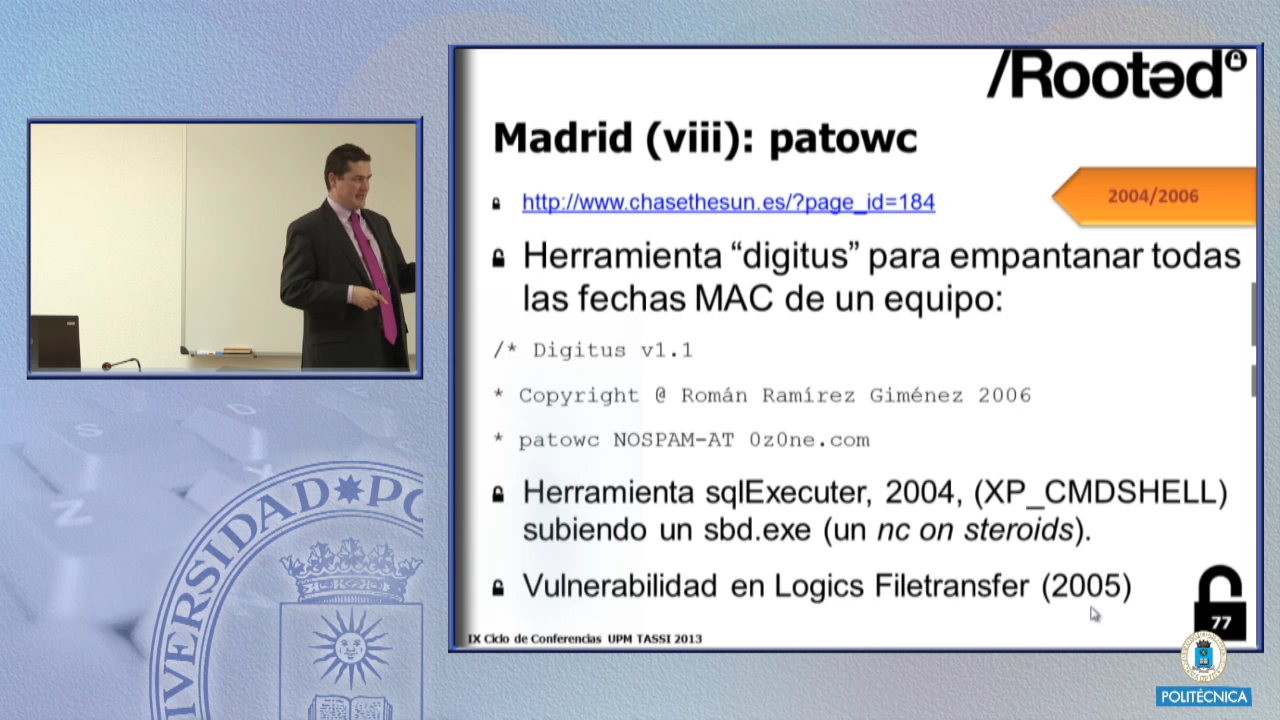 /Rootəd
Madrid (viii): patowc
http://www.chasethesun.es/?page_id=184
2004/2006
Herramienta “digitus” para empantanar todas
las fechas MAC de un equipo:
/* Digitus v1.1
* Copyright @ Román Ramírez Giménez 2006
* patowc NOSPAM-AT 0z0ne.com
Herramienta sqlExecuter, 2004, (XP_CMDSHELL)
subiendo un sbd.exe (un nc on steroids).
Vulnerabilidad en Logics Filetransfer (2005)
77
IX Ciclo de Conferencias UPM TASSI 2013
UNIVERSIDAD PO
POLITÉCNICA